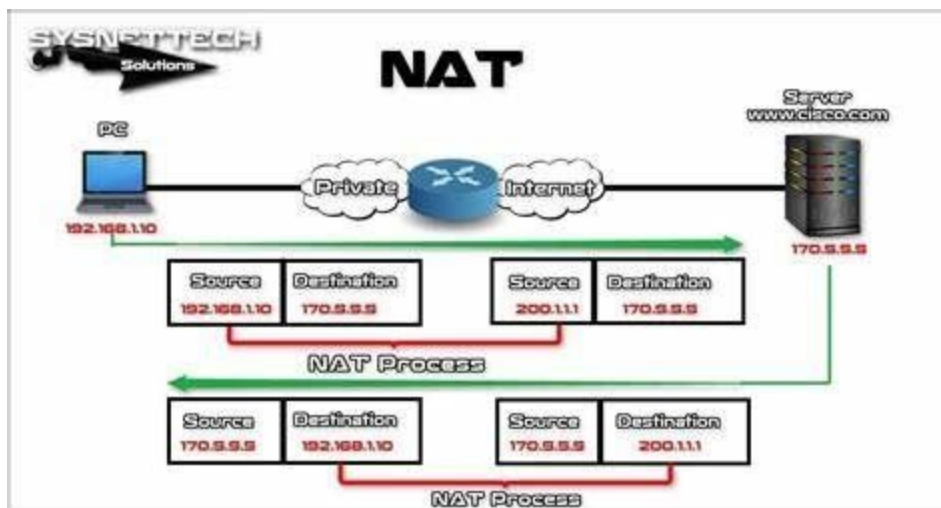 SYSNETTECH
Solutions
NAT
PC
Server
www.cisco.com
Private
Internet
192.168.1.10
170.5.5.5
Source
Destination
192.168.1.10
170.5.5.5
Source
Destination
200.1.1.1
170.5.5.5
NAT Process
Source
Destination
170.5.5.5
192.168.1.10
Source
Destination
170.5.5.5
200.1.1.1
NAT Process